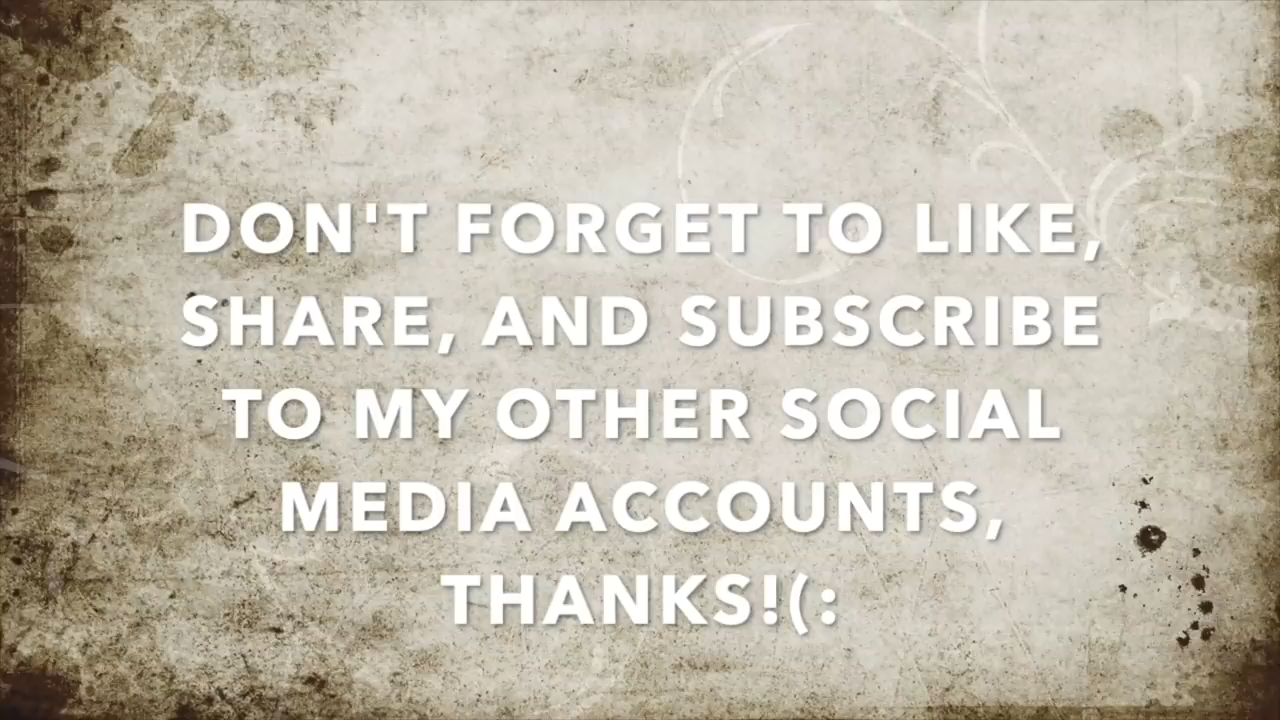 DON'T FORGET TO LIKE,
SHARE, AND SUBSCRIBE
TO MY OTHER SOCIAL
MEDIA ACCOUNTS,
THANKS!(: